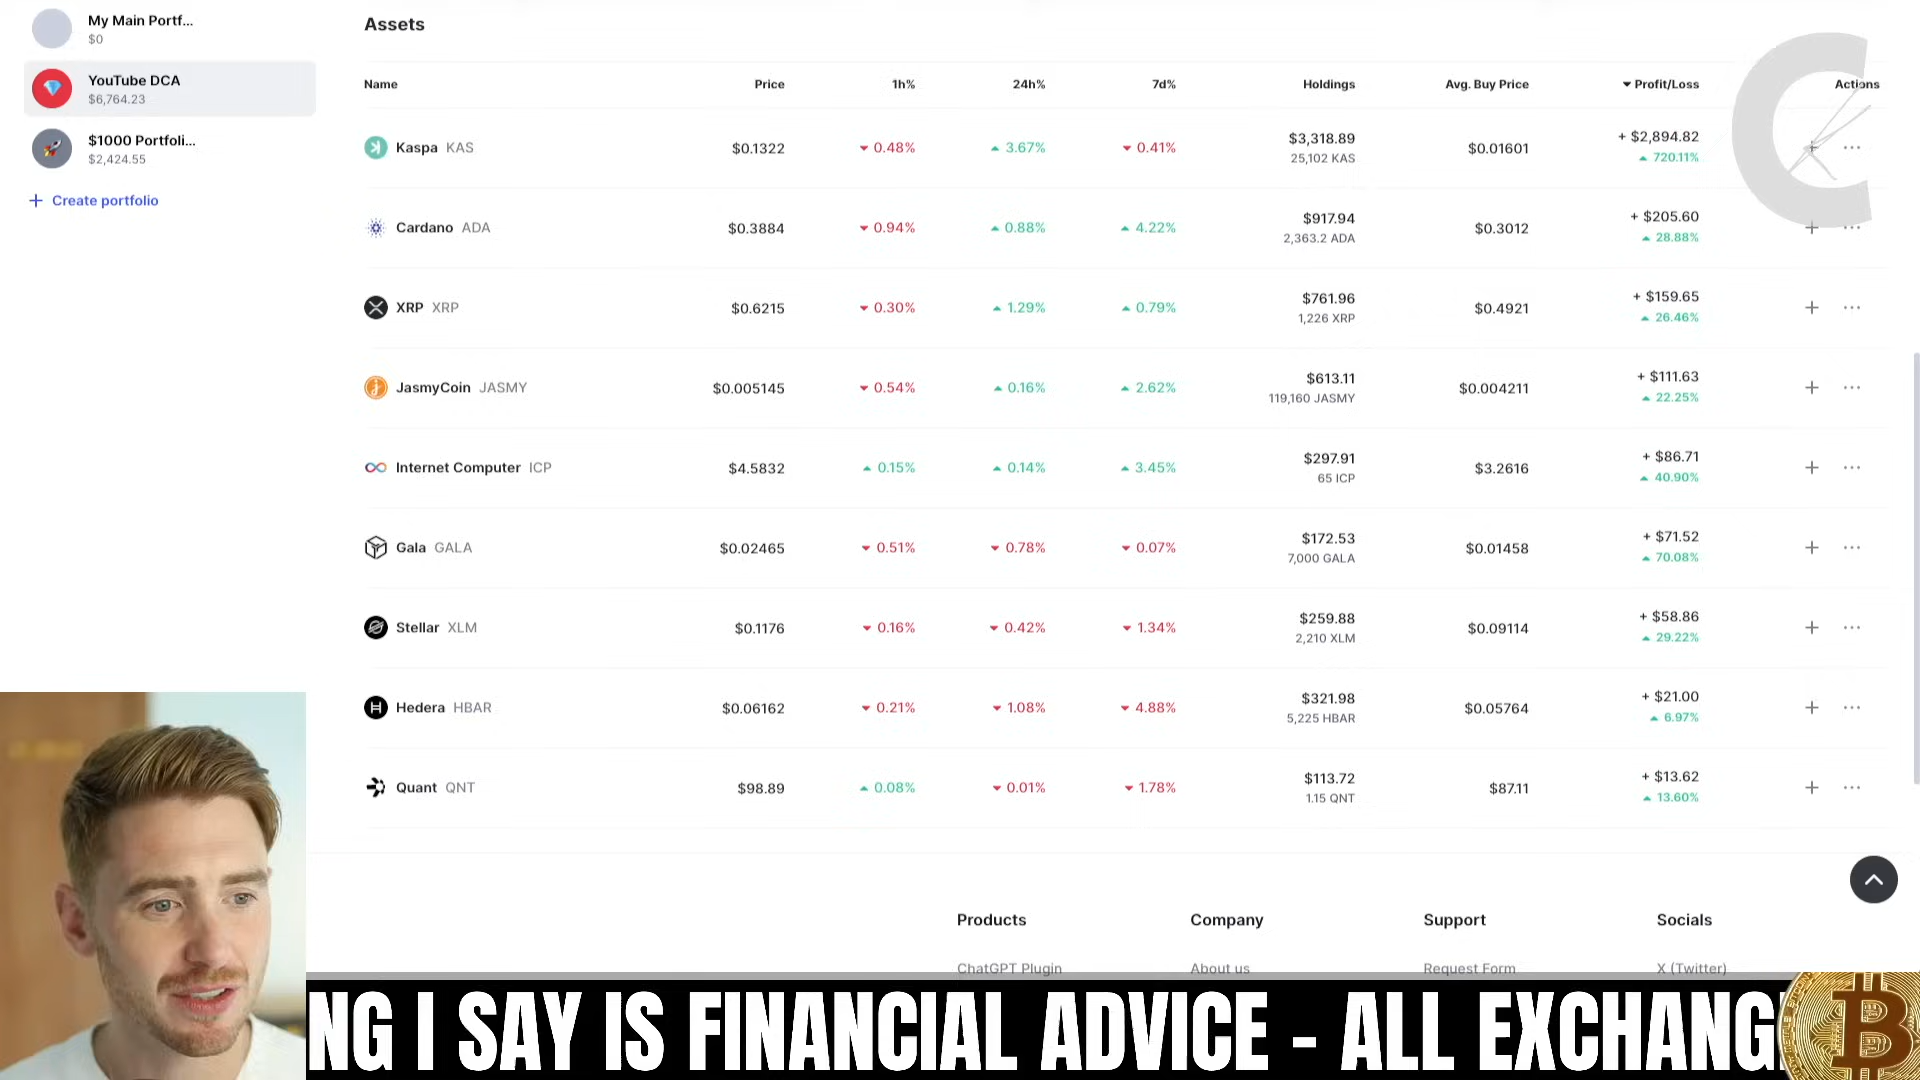 My Main Portf...
$0
YouTube DCA
$6,764.23
$1000 Portfoli...
$2,424.55
+ Create portfolio
Assets
Name Price 1h% 24h% 7d% Holdings Avg. Buy Price Profit/Loss Actions
Kaspa KAS $0.1322 0.48% 3.67% 0.41% $3,318.89 $0.01601 + $2,894.82
25,102 KAS 720.11%
Cardano ADA $0.3884 0.94% 0.88% 4.22% $917.94 $0.3012 + $205.60
2,363.2 ADA 28.88%
XRP XRP $0.6215 0.30% 1.29% 0.79% $761.96 $0.4921 + $159.65
1,226 XRP 26.46%
JasmyCoin JASMY $0.005145 0.54% 0.16% 2.62% $613.11 $0.004211 + $111.63
119,160 JASMY 22.25%
Internet Computer ICP $4.5832 0.15% 0.14% 3.45% $297.91 $3.2616 + $86.71
65 ICP 40.90%
Gala GALA $0.02465 0.51% 0.78% 0.07% $172.53 $0.01458 + $71.52
7,000 GALA 70.08%
Stellar XLM $0.1176 0.16% 0.42% 1.34% $259.88 $0.09114 + $58.86
2,210 XLM 29.22%
Hedera HBAR $0.06162 0.21% 1.08% 4.88% $321.98 $0.05764 + $21.00
5,225 HBAR 6.97%
Quant QNT $98.89 0.08% 0.01% 1.78% $113.72 $87.11 + $13.62
1.15 QNT 13.60%
Products Company Support Socials
ChatGPT Plugin About us Request Form X (Twitter)
NG I SAY IS FINANCIAL ADVICE - ALL EXCHANG